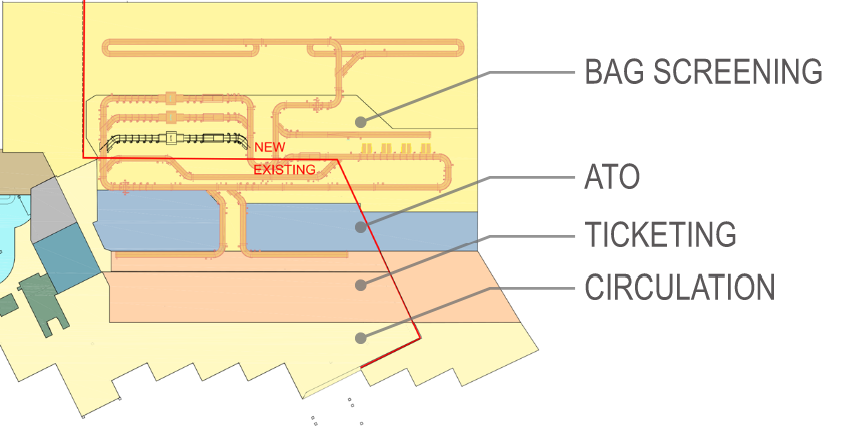 BAG SCREENING
NEW
EXISTING
ATO
TICKETING
CIRCULATION